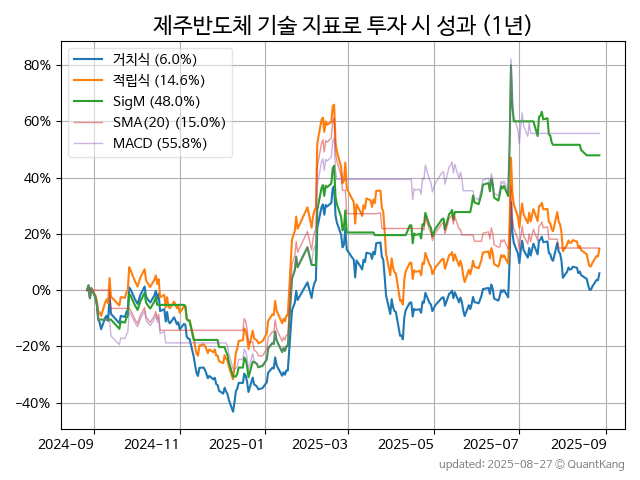 제주반도체 기술 지표로 투자 시 성과 (1년)
거치식 (6.0%)
적립식 (14.6%)
SigM (48.0%)
SMA(20) (15.0%)
MACD (55.8%)
80%
60%
40%
20%
0%
−20%
−40%
2024-09 2024-11 2025-01 2025-03 2025-05 2025-07 2025-09
updated: 2025-08-27 © QuantKang